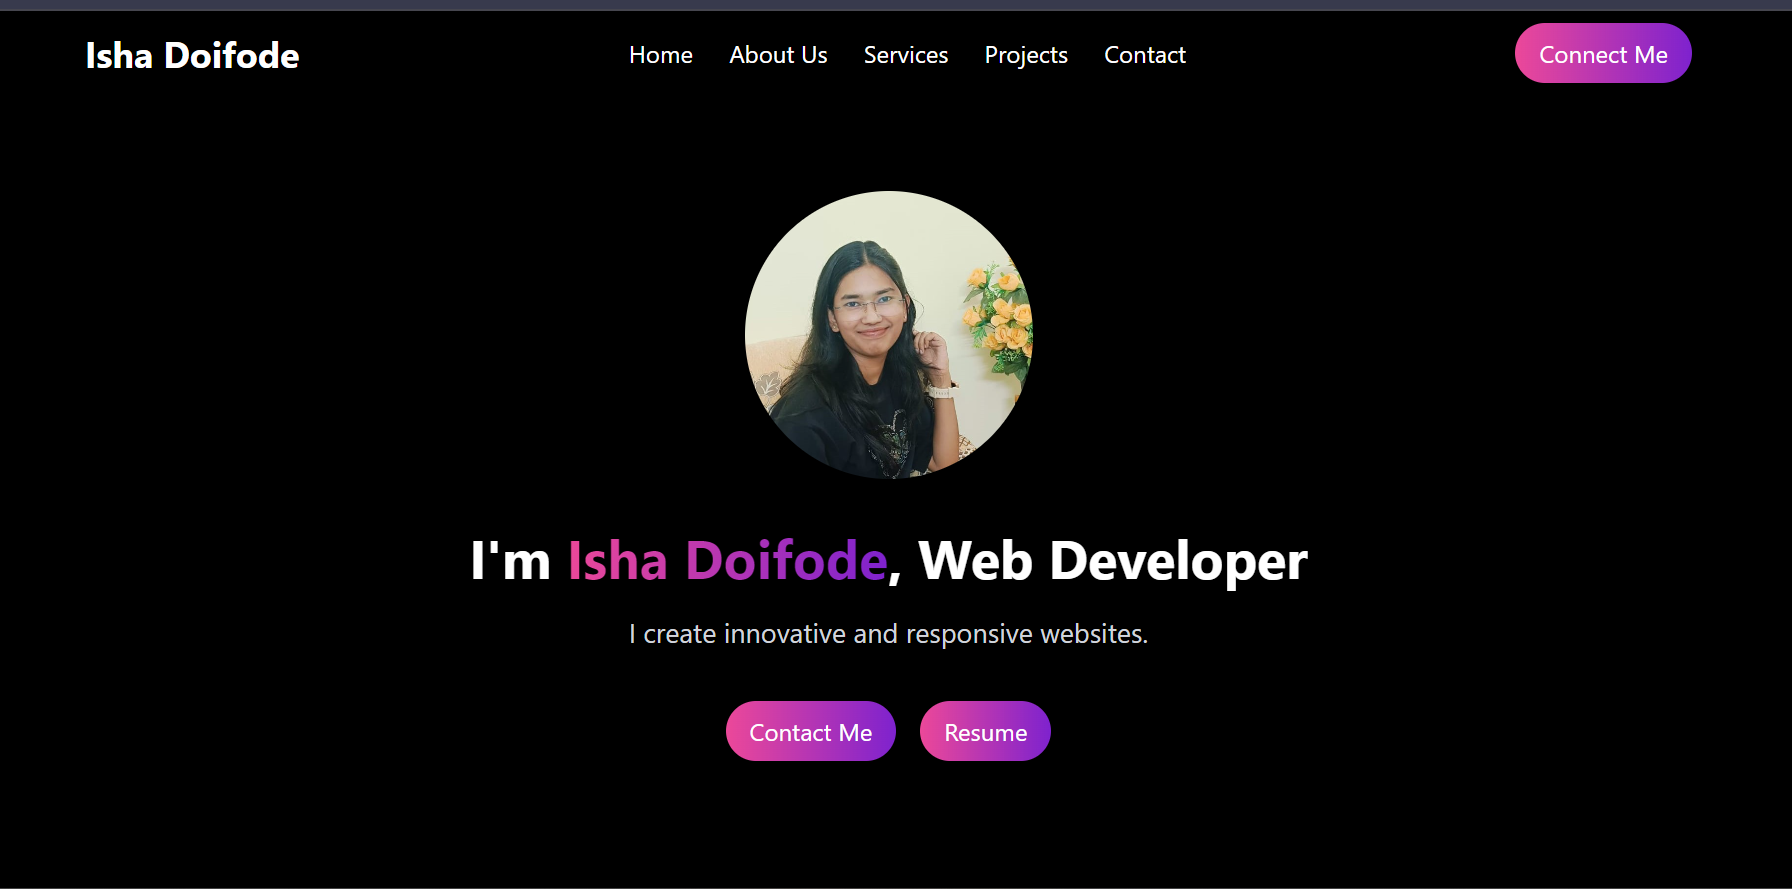 Isha Doifode
Home About Us Services Projects Contact
Connect Me
I'm Isha Doifode, Web Developer
I create innovative and responsive websites.
Contact Me
Resume